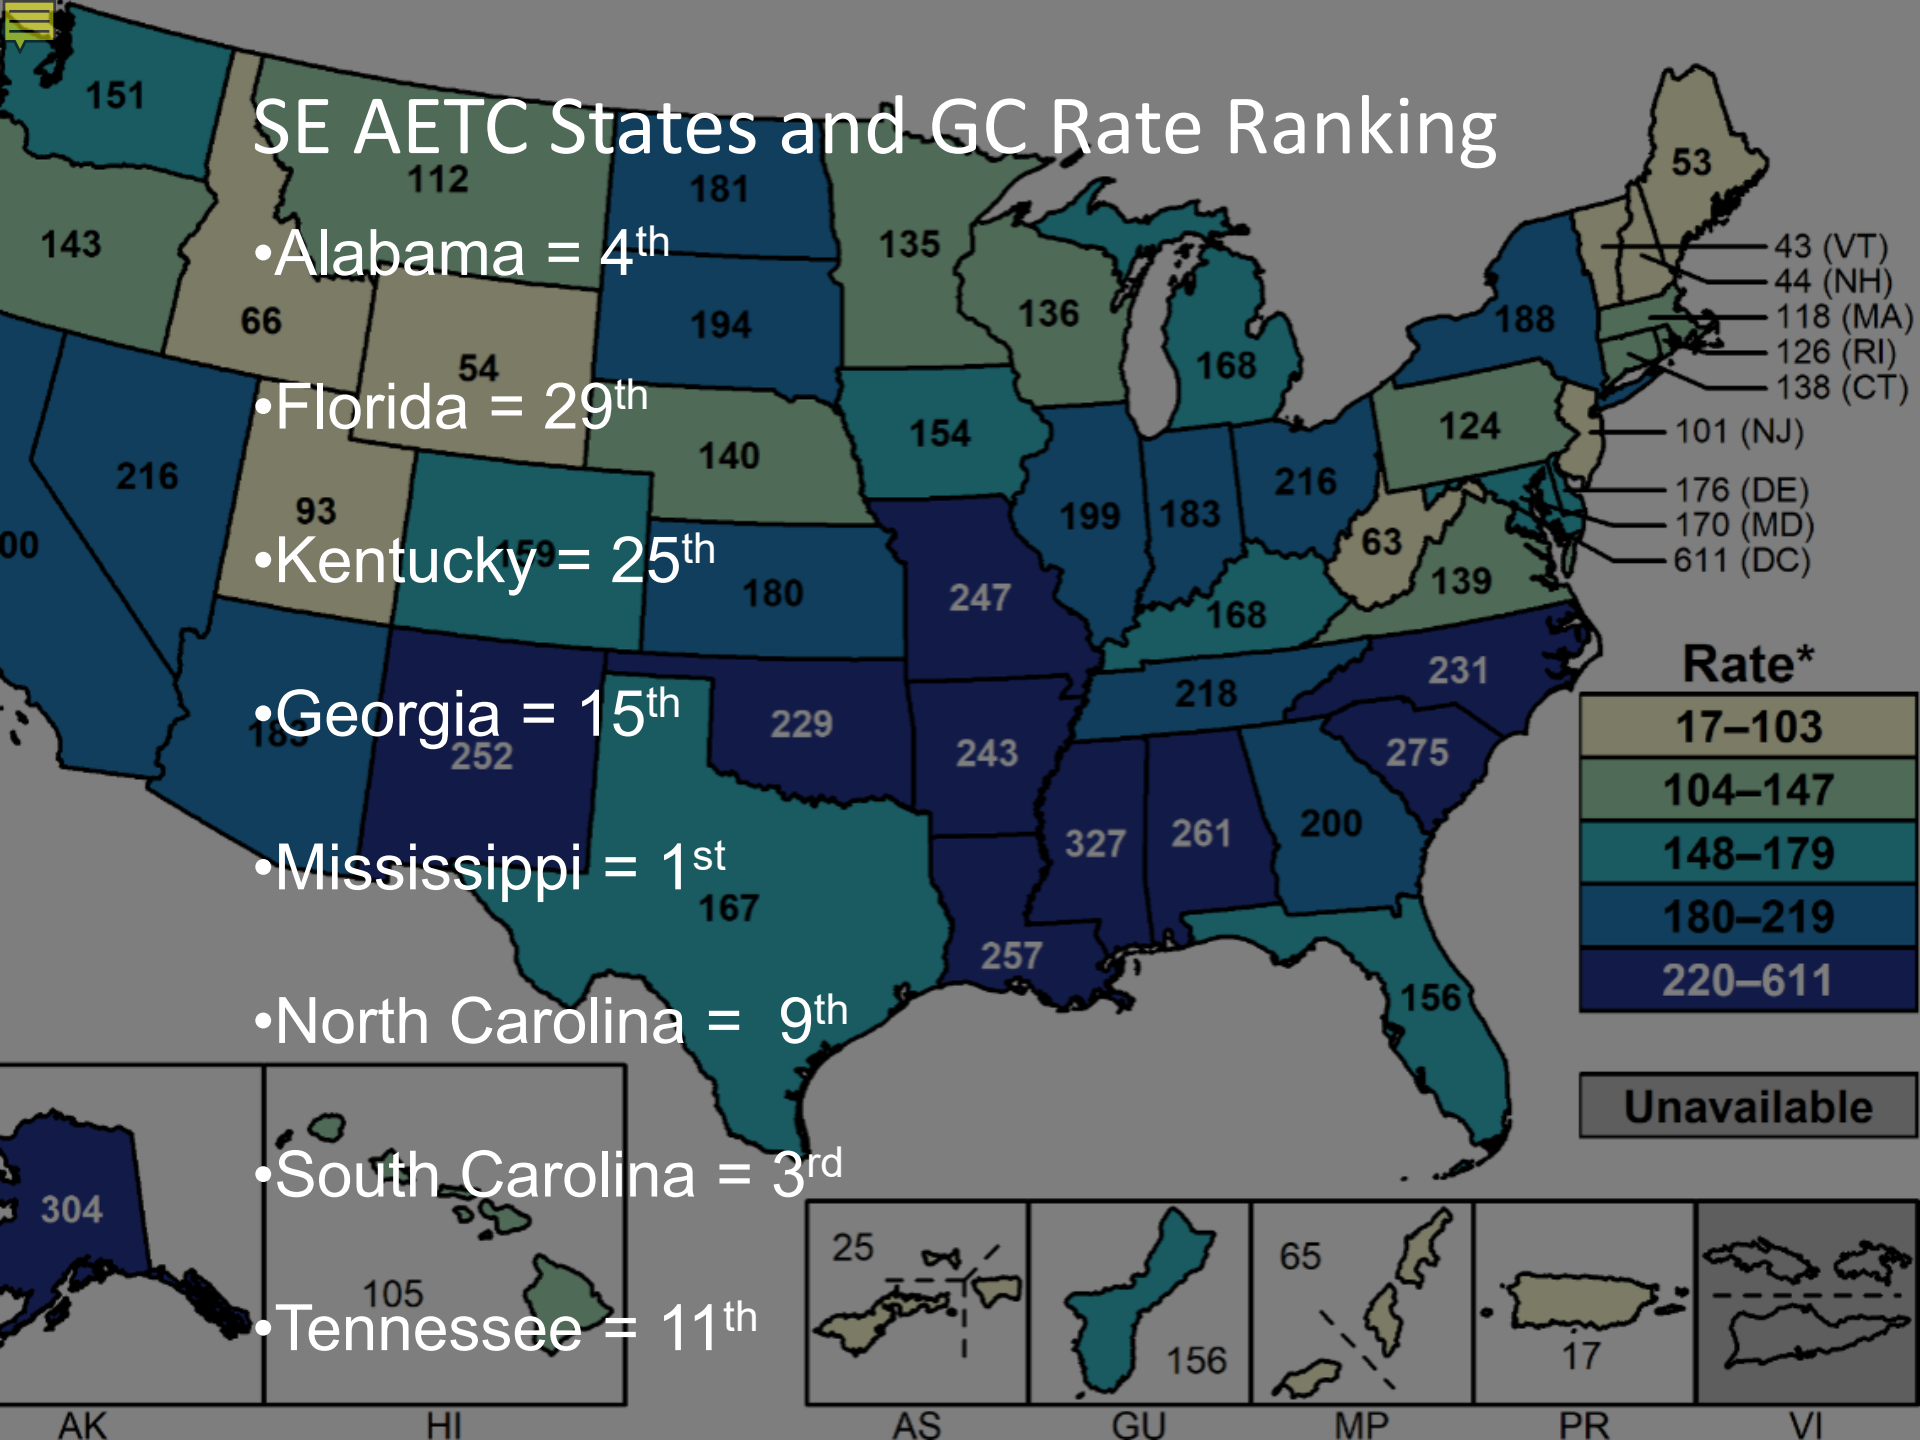 SE AETC States and GC Rate Ranking
•Alabama = 4th
•Florida = 29th
•Kentucky = 25th
•Georgia = 15th
•Mississippi = 1st
•North Carolina = 9th
•South Carolina = 3rd
•Tennessee = 11th
151
112
181
135
53
143
66
54
194
136
168
188
43 (VT)
44 (NH)
118 (MA)
126 (RI)
138 (CT)
101 (NJ)
176 (DE)
170 (MD)
611 (DC)
216
93
159
140
154
199
183
216
124
63
139
00
180
247
168
252
229
243
218
231
275
167
257
327
261
200
156
Rate*
17–103
104–147
148–179
180–219
220–611
Unavailable
304
AK
105
HI
25
AS
156
GU
65
MP
17
PR
VI